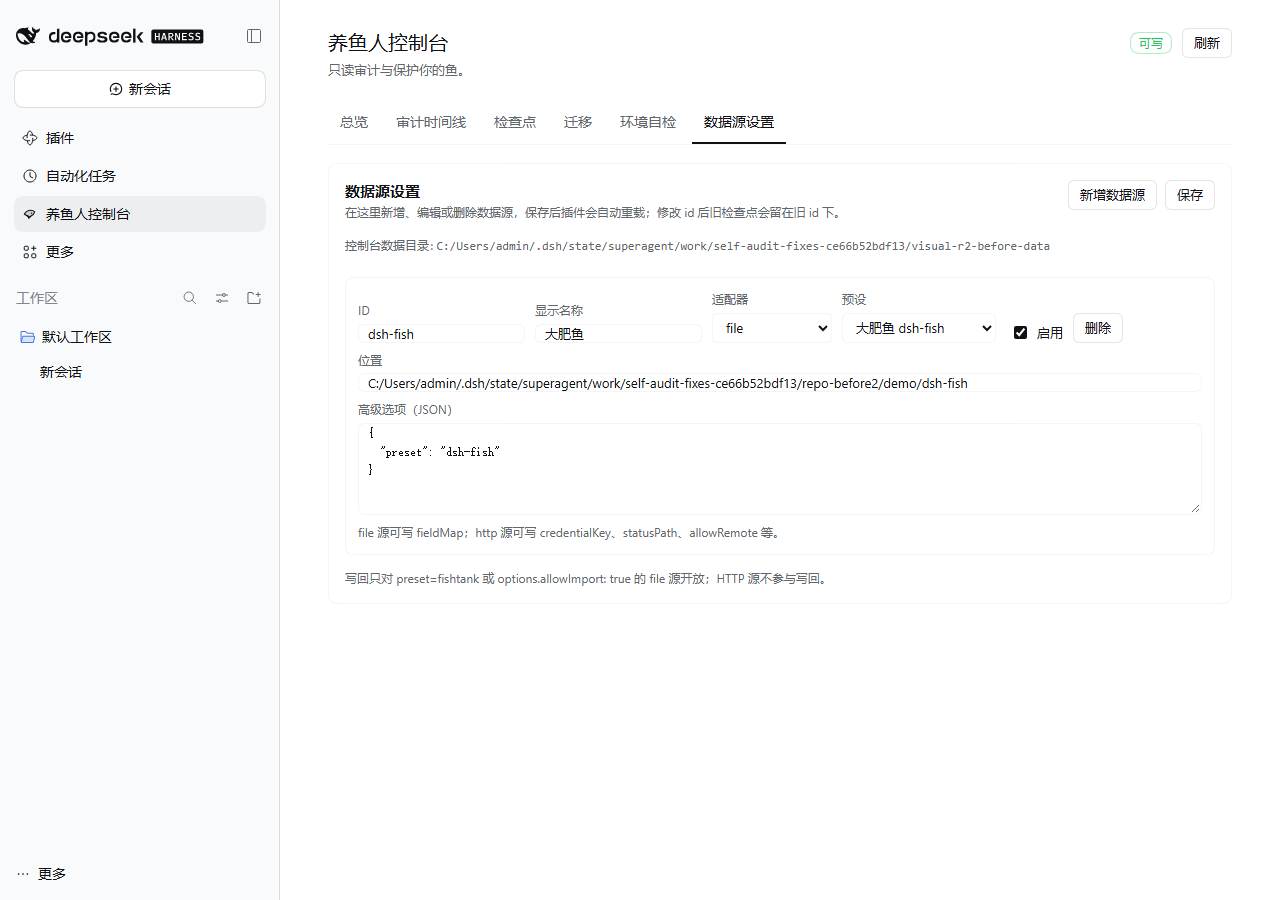 deepseek HARNESS
新会话
插件
自动化任务
养鱼人控制台
更多
工作区
默认工作区
新会话
更多
养鱼人控制台
只读审计与保护你的鱼。
可写
刷新
总览 审计时间线 检查点 迁移 环境自检 数据源设置
数据源设置
在这里新增、编辑或删除数据源，保存后插件会自动重载；修改 id 后旧检查点会留在旧 id 下。
新增数据源
保存
控制台数据目录: C:/Users/admin/.dsh/state/superagent/work/self-audit-fixes-ce66b52bdf13/visual-r2-before-data
ID
dsh-fish
显示名称
大肥鱼
适配器
file
预设
大肥鱼 dsh-fish
启用
删除
位置
C:/Users/admin/.dsh/state/superagent/work/self-audit-fixes-ce66b52bdf13/repo-before2/demo/dsh-fish
高级选项（JSON）
{
"preset": "dsh-fish"
}
file 源可写 fieldMap；http 源可写 credentialKey、statusPath、allowRemote 等。
写回只对 preset=fishtank 或 options.allowImport: true 的 file 源开放；HTTP 源不参与写回。